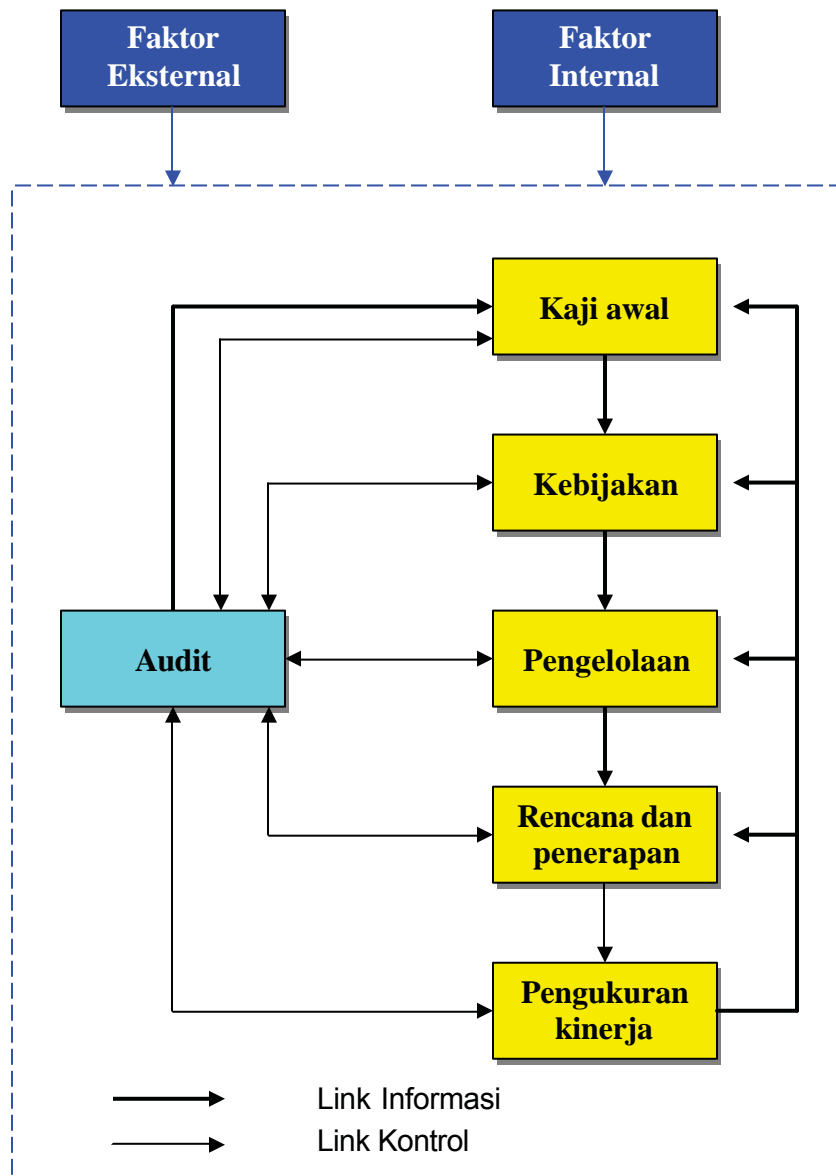 Faktor
Eksternal
Faktor
Internal
Kaji awal
Kebijakan
Audit
Pengelolaan
Rencana dan
penerapan
Pengukuran
kinerja
Link Informasi
Link Kontrol